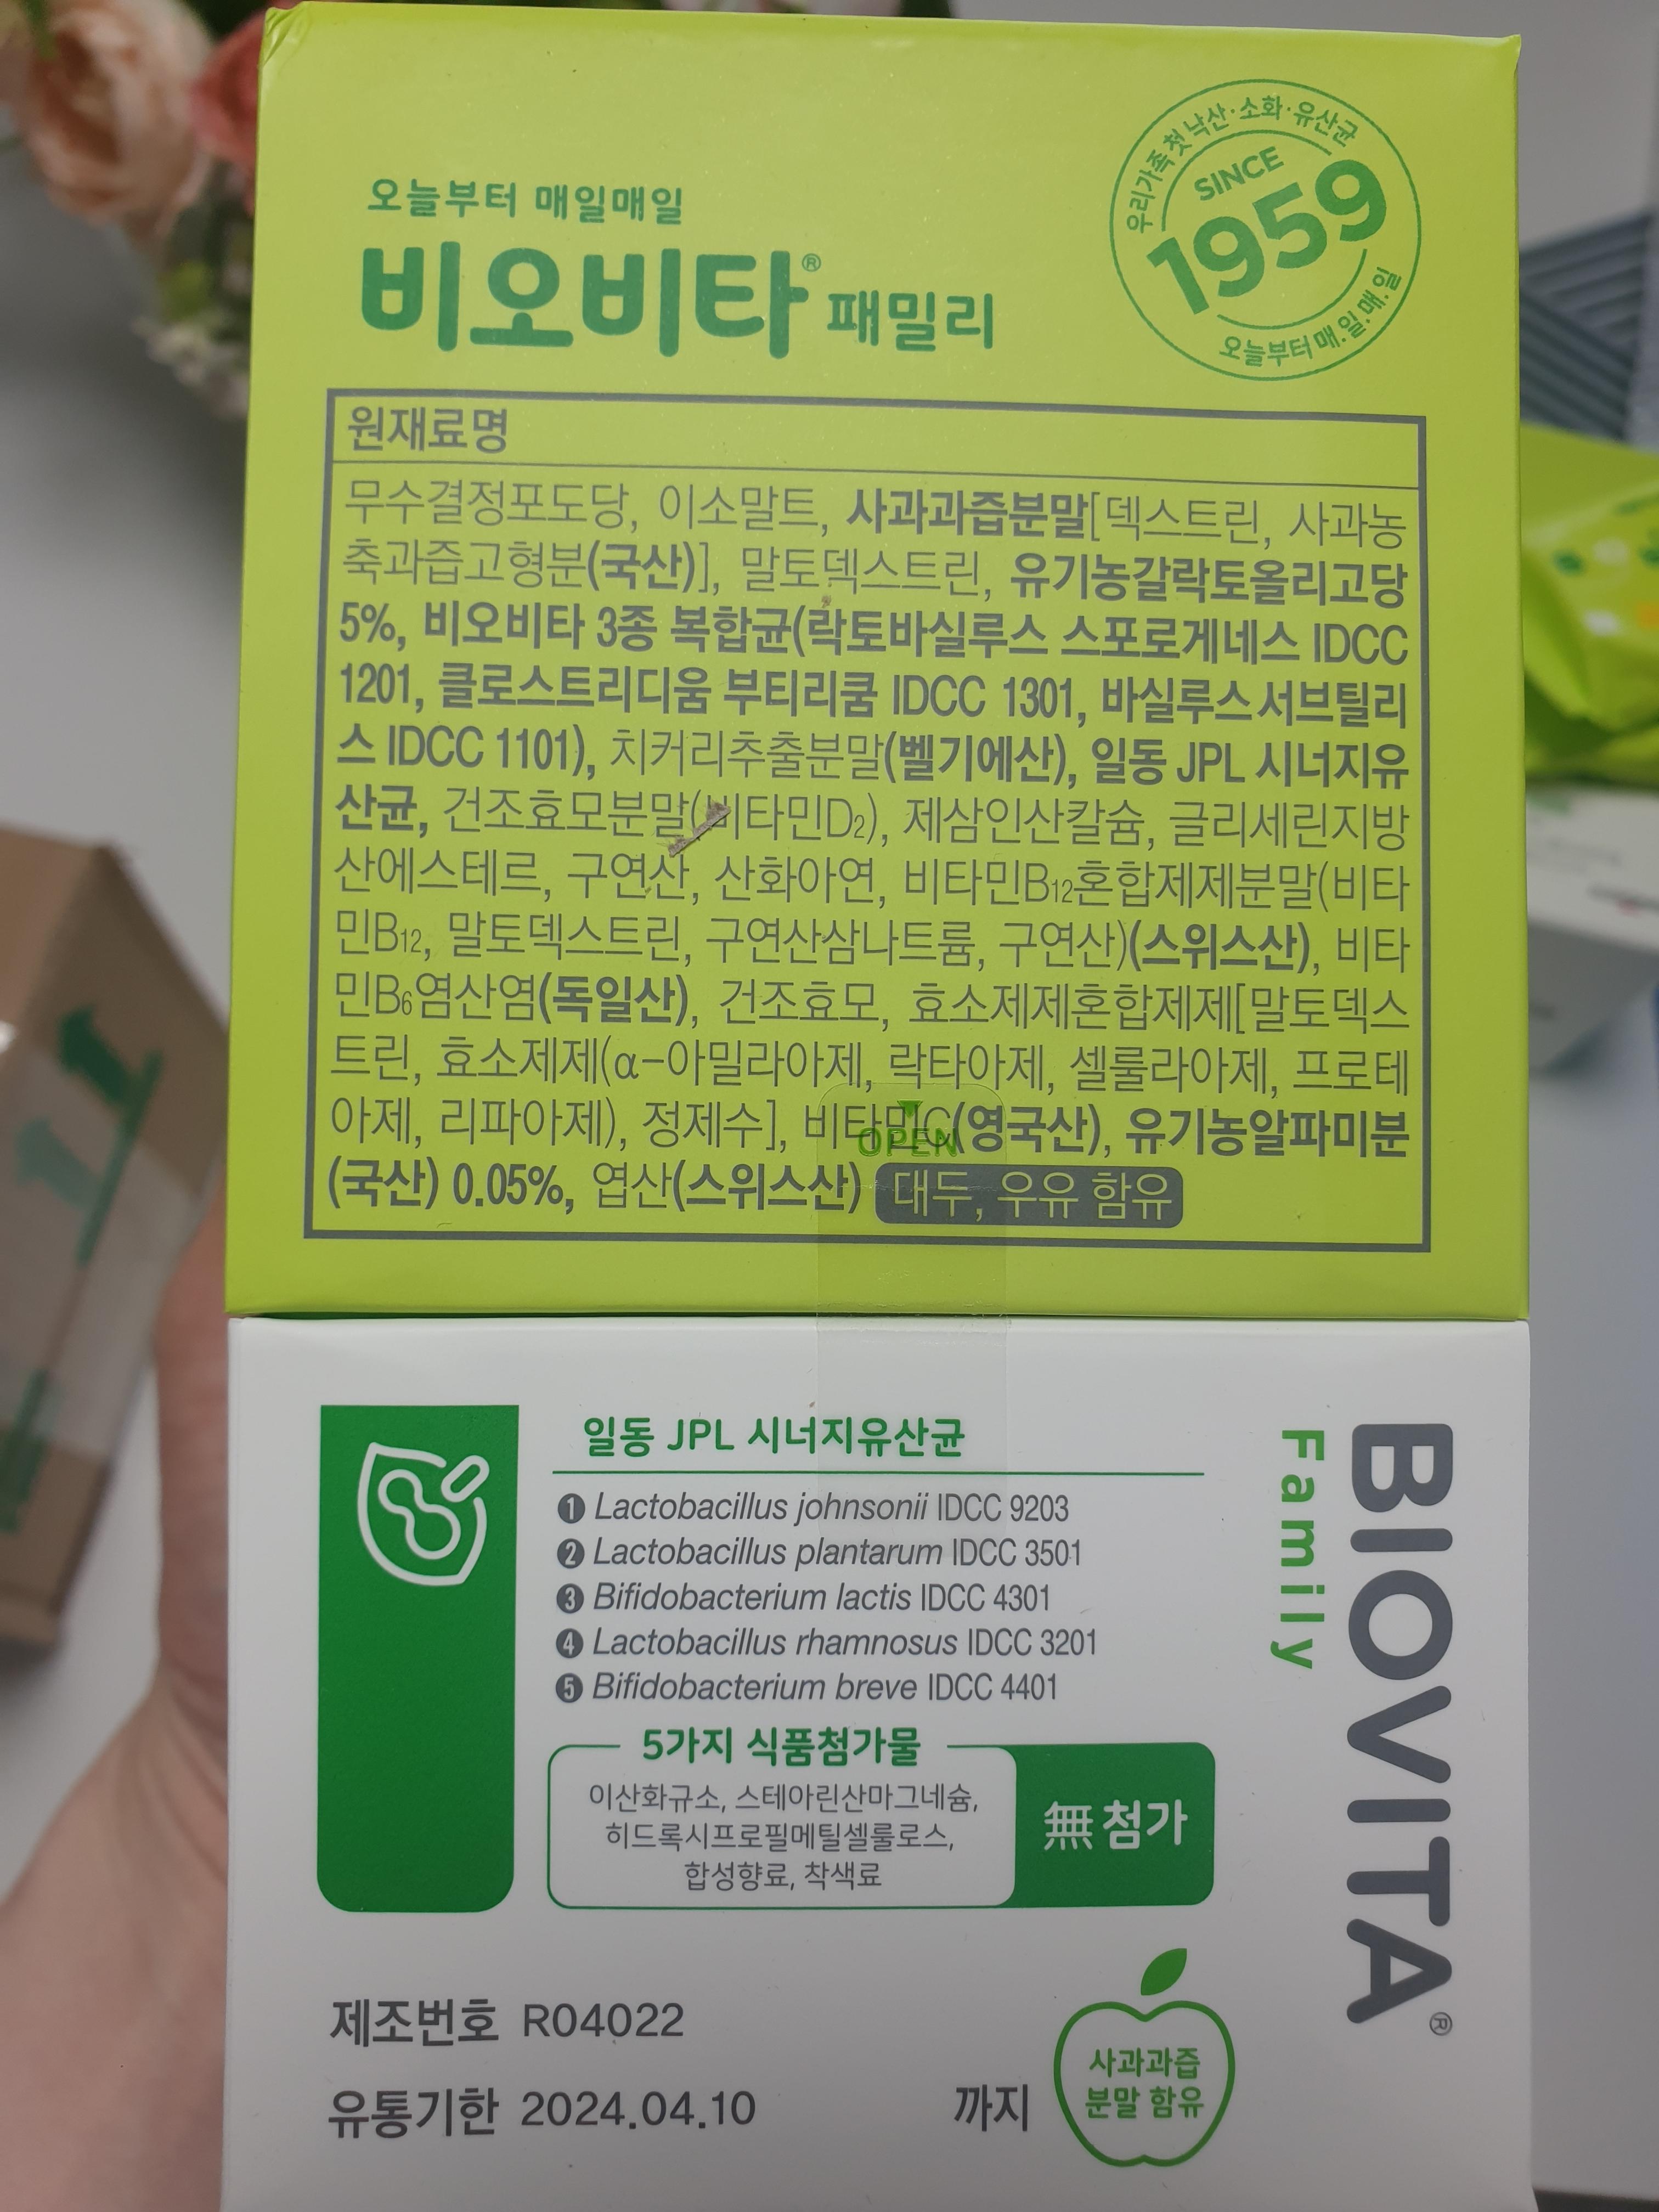 오늘부터 매일매일
비오비타® 패밀리
우리가족 첫 낙산·소화·유산균
SINCE
1959
오늘부터 매.일.매.일
원재료명
무수결정포도당, 이소말트, 사과과즙분말[덱스트린, 사과농
축과즙고형분(국산)], 말토덱스트린, 유기농갈락토올리고당
5%, 비오비타 3종 복합균(락토바실루스 스포로게네스 IDCC
1201, 클로스트리디움 부티리쿰 IDCC 1301, 바실루스서브틸리
스 IDCC 1101), 치커리추출분말(벨기에산), 일동 JPL 시너지유
산균, 건조효모분말(비타민D₂), 제삼인산칼슘, 글리세린지방
산에스테르, 구연산, 산화아연, 비타민B₁₂혼합제제분말(비타
민B₁₂, 말토덱스트린, 구연산삼나트륨, 구연산)(스위스산), 비타
민B₆염산염(독일산), 건조효모, 효소제제혼합제제[말토덱스
트린, 효소제제(α-아밀라아제, 락타아제, 셀룰라아제, 프로테
아제, 리파아제), 정제수], 비타민C(영국산), 유기농알파미분
(국산) 0.05%, 엽산(스위스산) 대두, 우유 함유
OPEN
일동 JPL 시너지유산균
❶ Lactobacillus johnsonii IDCC 9203
❷ Lactobacillus plantarum IDCC 3501
❸ Bifidobacterium lactis IDCC 4301
❹ Lactobacillus rhamnosus IDCC 3201
❺ Bifidobacterium breve IDCC 4401
5가지 식품첨가물
이산화규소, 스테아린산마그네슘,
히드록시프로필메틸셀룰로스,
합성향료, 착색료
無첨가
BIOVITA®
Family
제조번호 R04022
유통기한 2024.04.10 까지
사과과즙
분말 함유